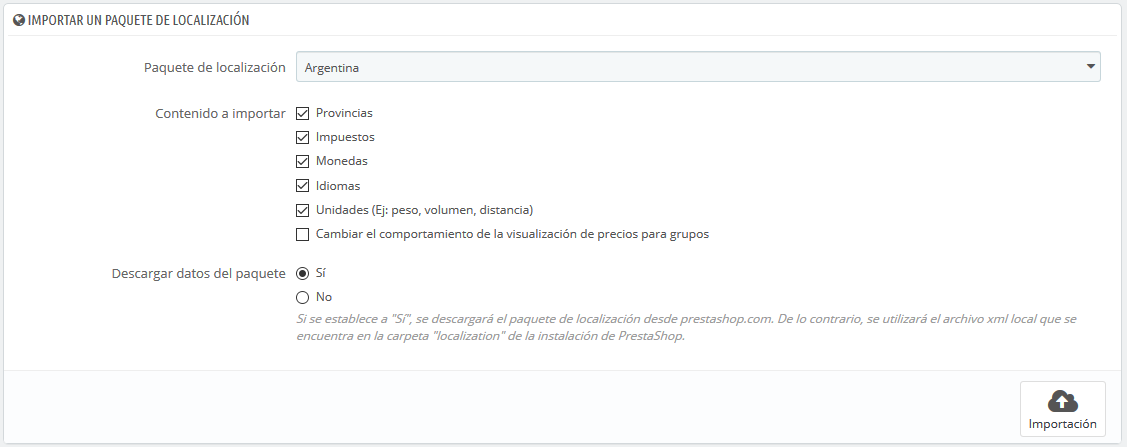 IMPORTAR UN PAQUETE DE LOCALIZACIÓN
Paquete de localización
Argentina
Contenido a importar
Provincias
Impuestos
Monedas
Idiomas
Unidades (Ej: peso, volumen, distancia)
Cambiar el comportamiento de la visualización de precios para grupos
Descargar datos del paquete
Sí
No
Si se establece a "Sí", se descargará el paquete de localización desde prestashop.com. De lo contrario, se utilizará el archivo xml local que se
encuentra en la carpeta "localization" de la instalación de PrestaShop.
Importación